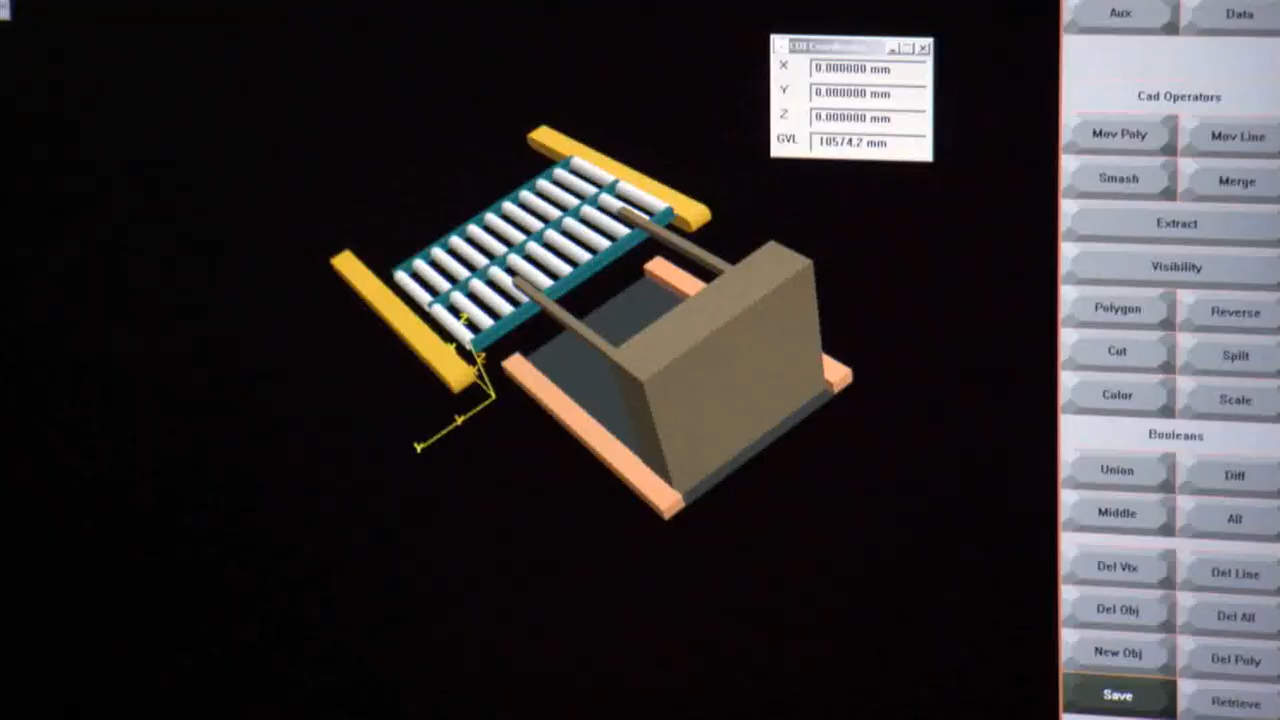 Aux Data
X 0.000000 mm
Y 0.000000 mm
Z 0.000000 mm
GVL 10574.2 mm
Cad Operators
Mov Poly Mov Line
Smash Merge
Extract
Visibility
Polygon Reverse
Cut Split
Color Scale
Booleans
Union Diff
Middle All
Del Vtx Del Line
Del Obj Del All
New Obj Del Poly
Save Retrieve
Z
Z
Y
Y